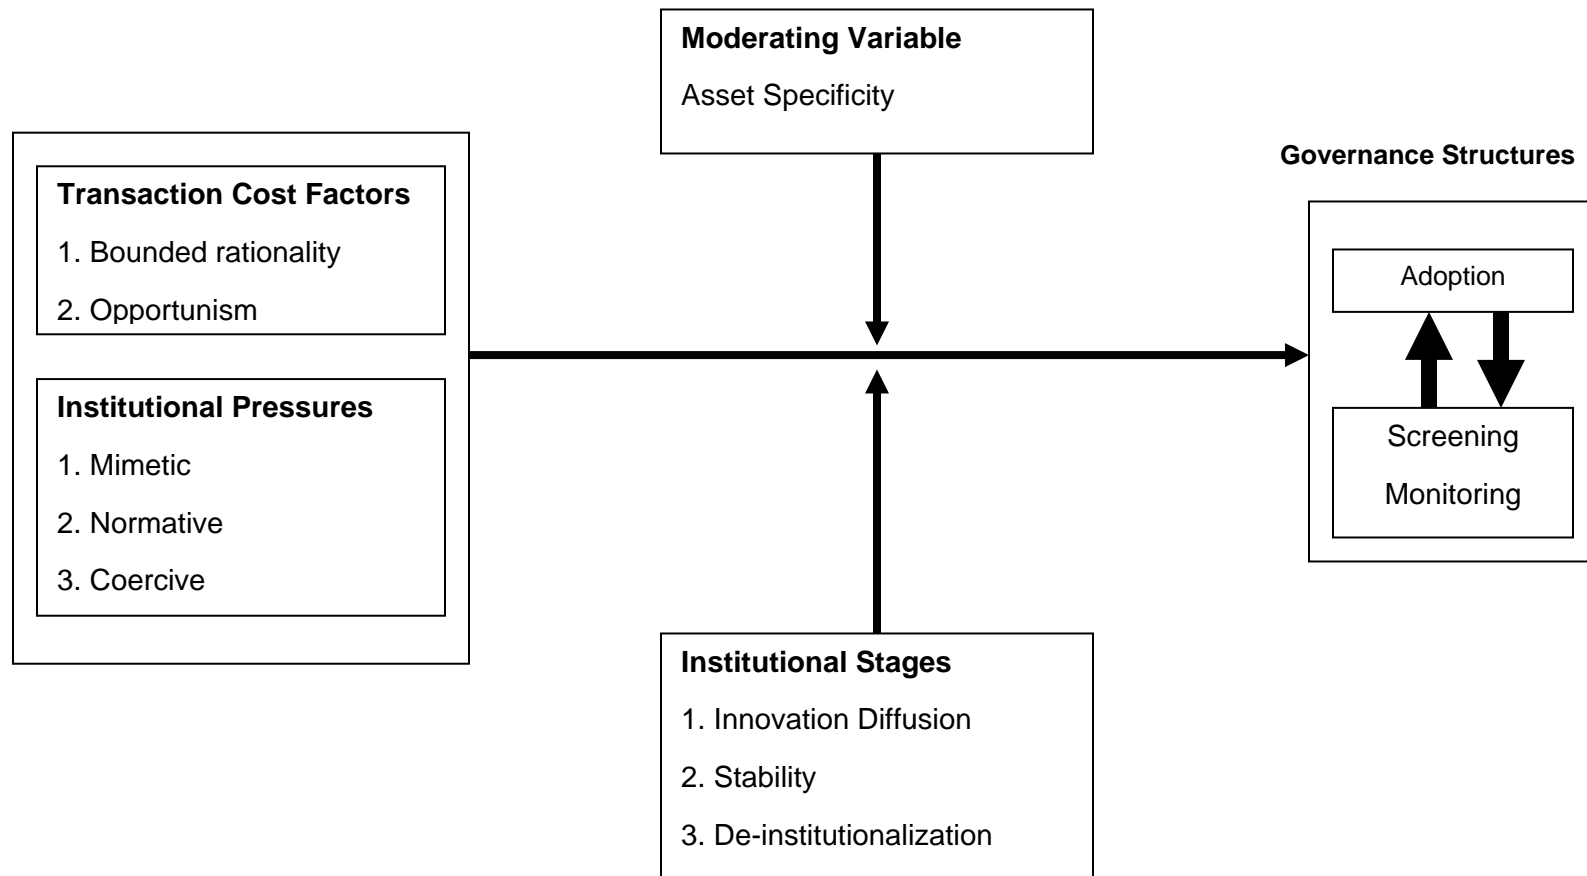 Moderating Variable
Asset Specificity
Governance Structures
Transaction Cost Factors
1. Bounded rationality
2. Opportunism
Institutional Pressures
1. Mimetic
2. Normative
3. Coercive
Adoption
Screening
Monitoring
Institutional Stages
1. Innovation Diffusion
2. Stability
3. De-institutionalization